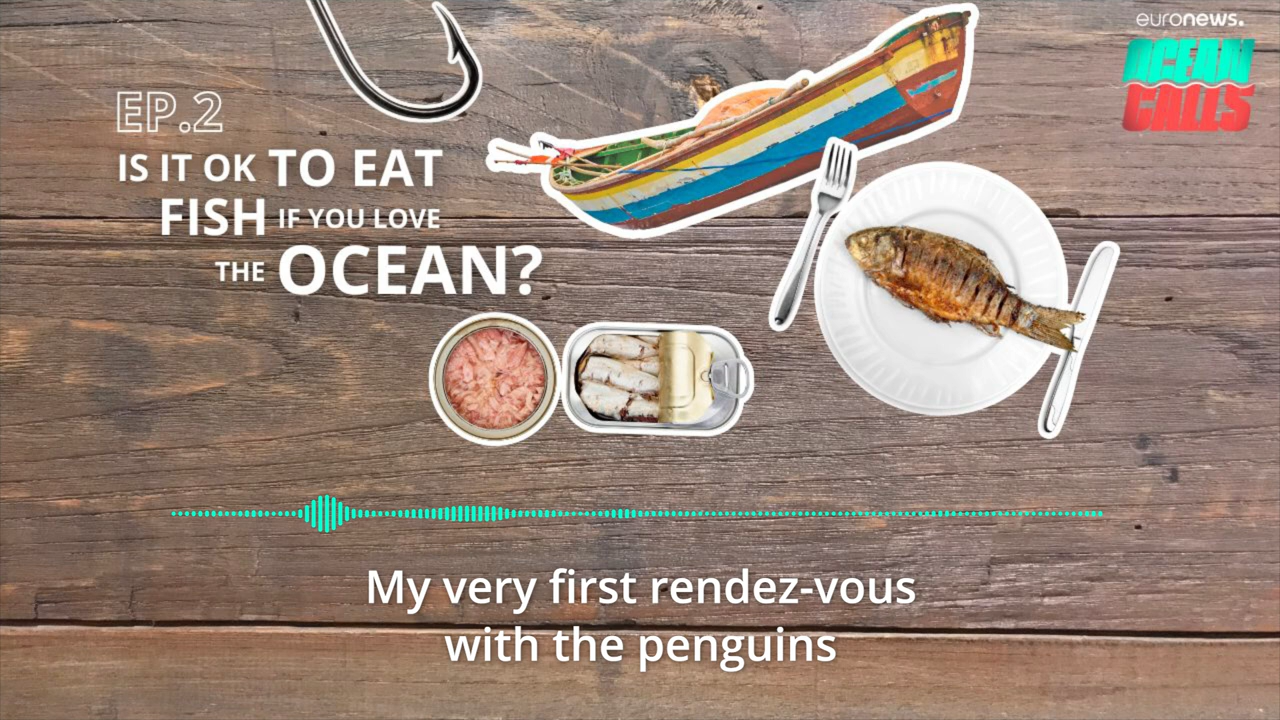 euronews.
OCEAN
CALLS
EP.2
IS IT OK TO EAT
FISH IF YOU LOVE
THE OCEAN?
My very first rendez-vous
with the penguins